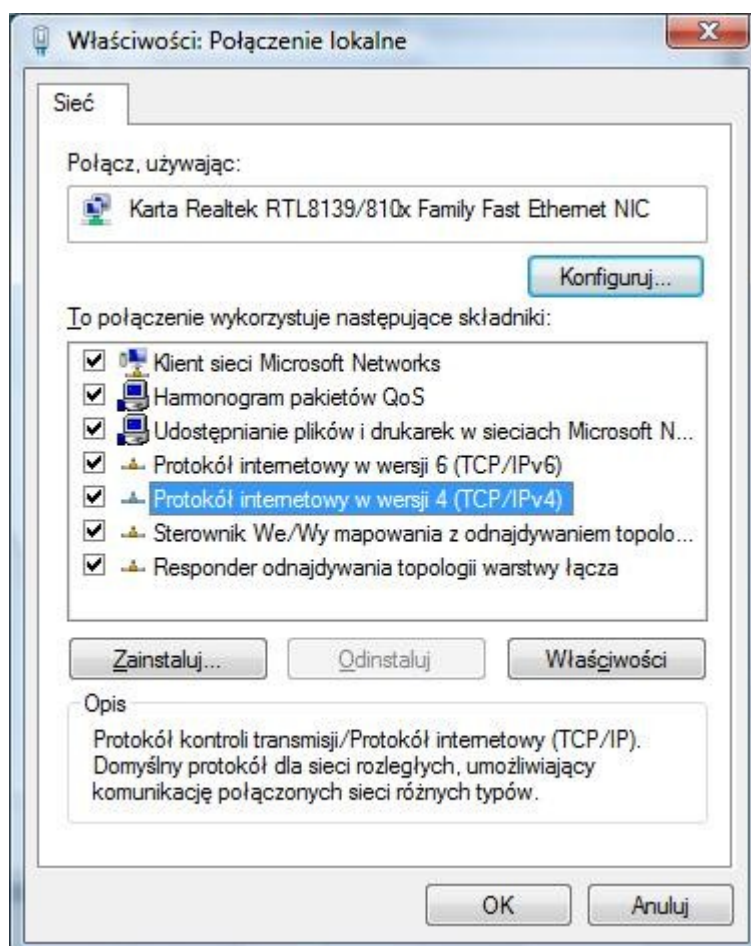 Właściwości: Połączenie lokalne
Sieć
Połącz, używając:
Karta Realtek RTL8139/810x Family Fast Ethernet NIC
Konfiguruj...
To połączenie wykorzystuje następujące składniki:
Klient sieci Microsoft Networks
Harmonogram pakietów QoS
Udostępnianie plików i drukarek w sieciach Microsoft N...
Protokół internetowy w wersji 6 (TCP/IPv6)
Protokół internetowy w wersji 4 (TCP/IPv4)
Sterownik We/Wy mapowania z odnajdywaniem topolo...
Responder odnajdywania topologii warstwy łącza
Zainstaluj... Odinstaluj Właściwości
Opis
Protokół kontroli transmisji/Protokół internetowy (TCP/IP).
Domyślny protokół dla sieci rozległych, umożliwiający
komunikację połączonych sieci różnych typów.
OK Anuluj